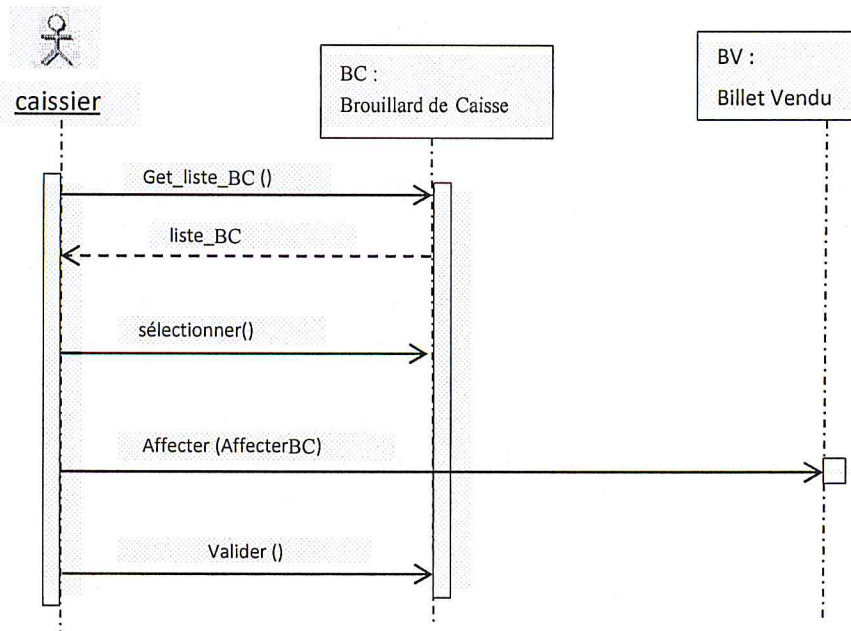 caissier
BC :
Brouillard de Caisse
BV :
Billet Vendu
Get_liste_BC ()
liste_BC
sélectionner()
Affecter (AffecterBC)
Valider ()